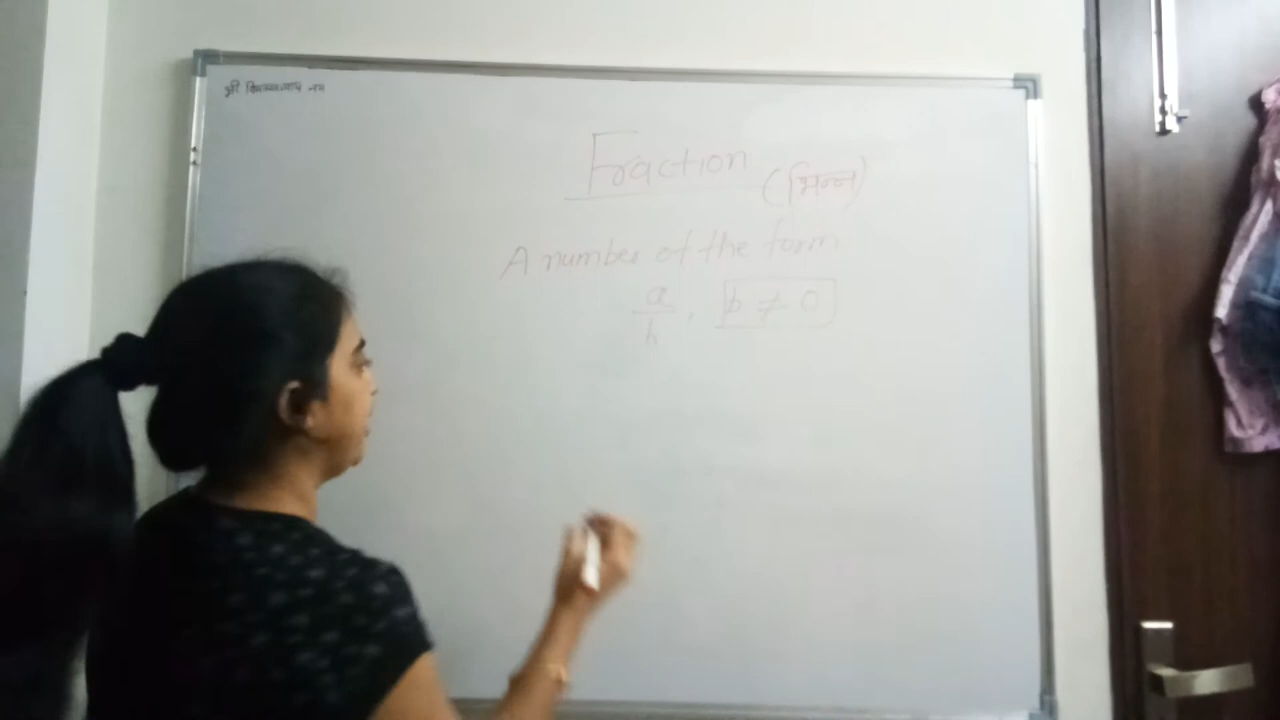 श्री
Fraction
(भिन्न)
A number of the form
a/b , b ≠ 0